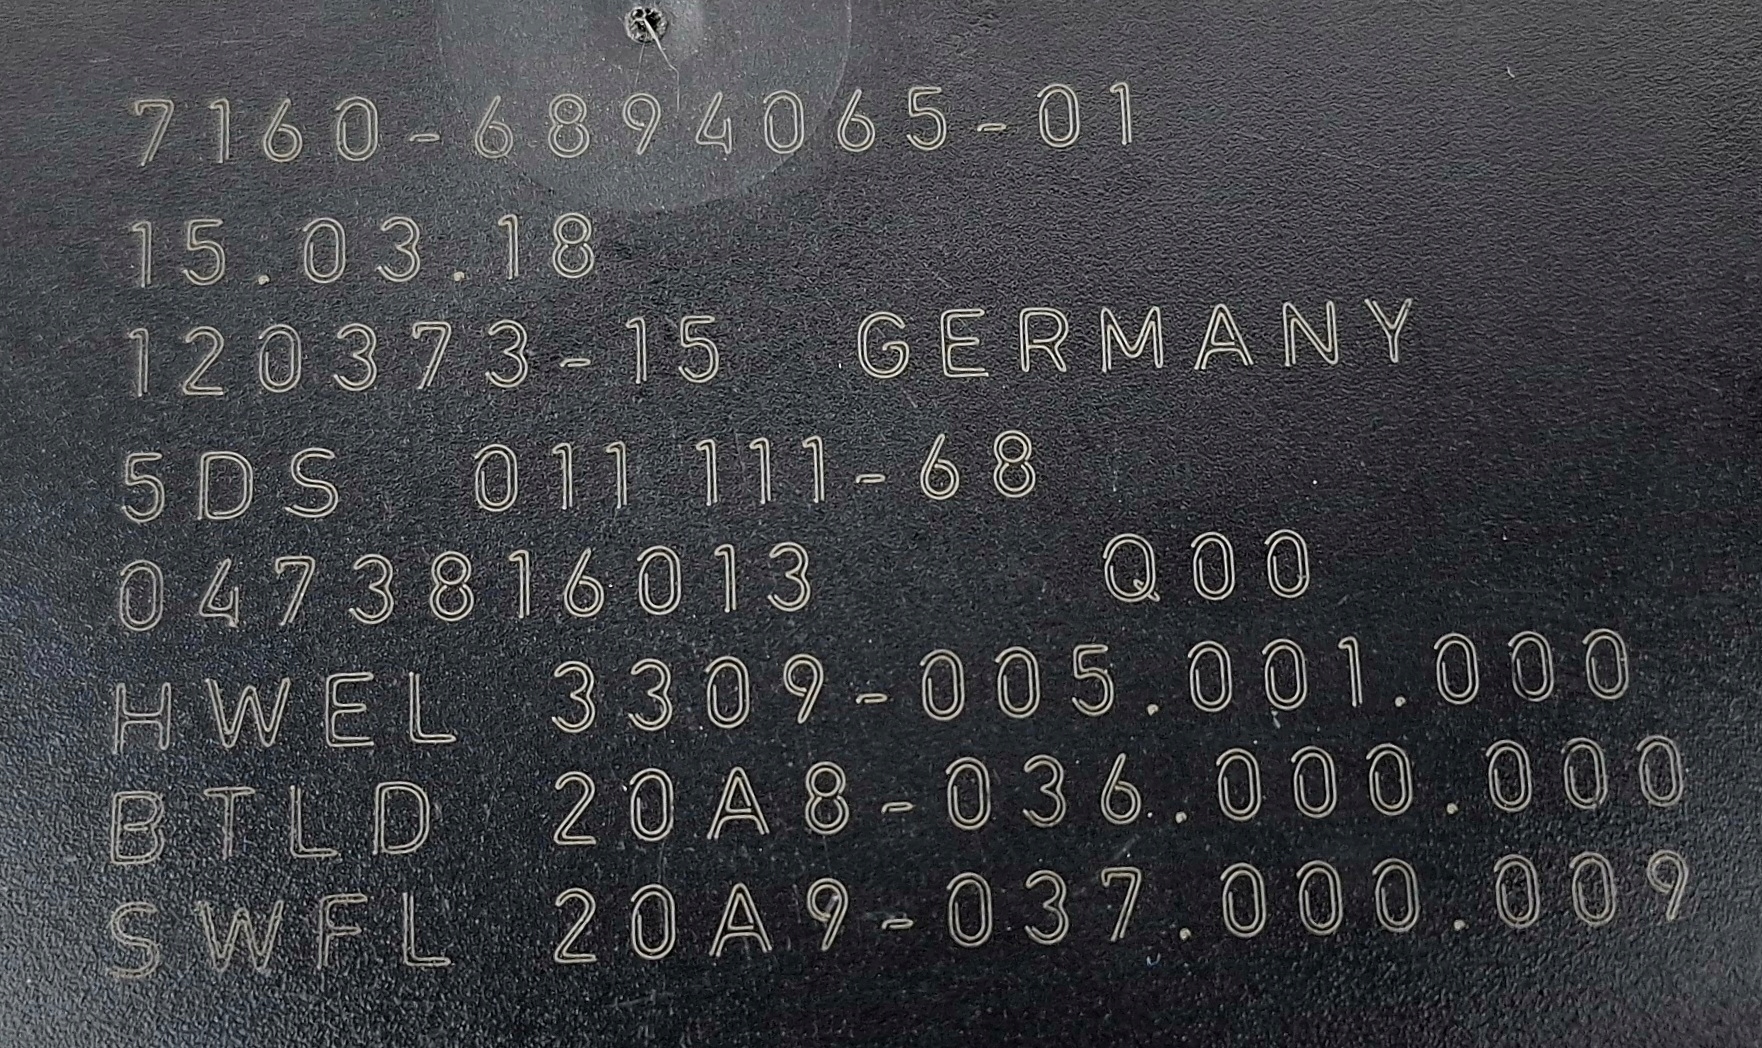 7160-6894065-01
15.03.18
120373-15 GERMANY
5DS 011 111-68
0473816013 Q00
HWEL 3309-005.001.000
BTLD 20A8-036.000.000
SWFL 20A9-037.000.009